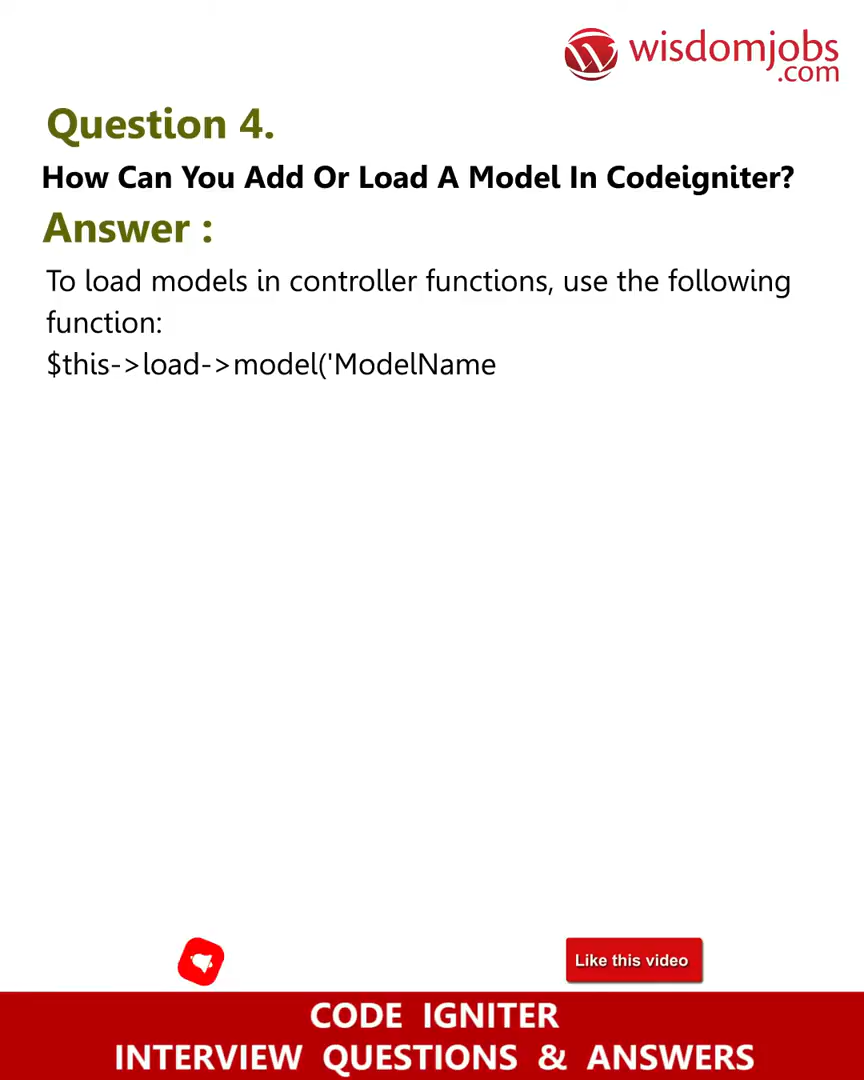 wisdomjobs
.com
Question 4.
How Can You Add Or Load A Model In Codeigniter?
Answer :
To load models in controller functions, use the following
function:
$this->load->model('ModelName
Like this video
CODE IGNITER
INTERVIEW QUESTIONS & ANSWERS